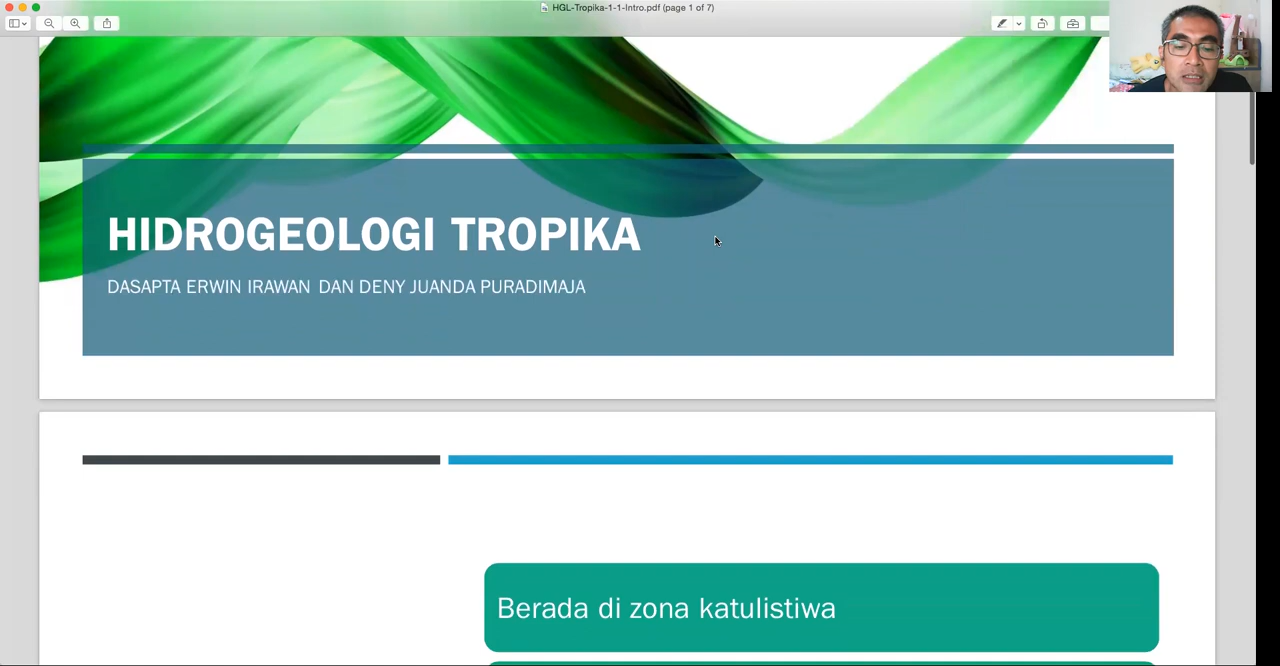 HGL-Tropika-1-1-Intro.pdf (page 1 of 7)
HIDROGEOLOGI TROPIKA
DASAPTA ERWIN IRAWAN DAN DENY JUANDA PURADIMAJA
Berada di zona katulistiwa